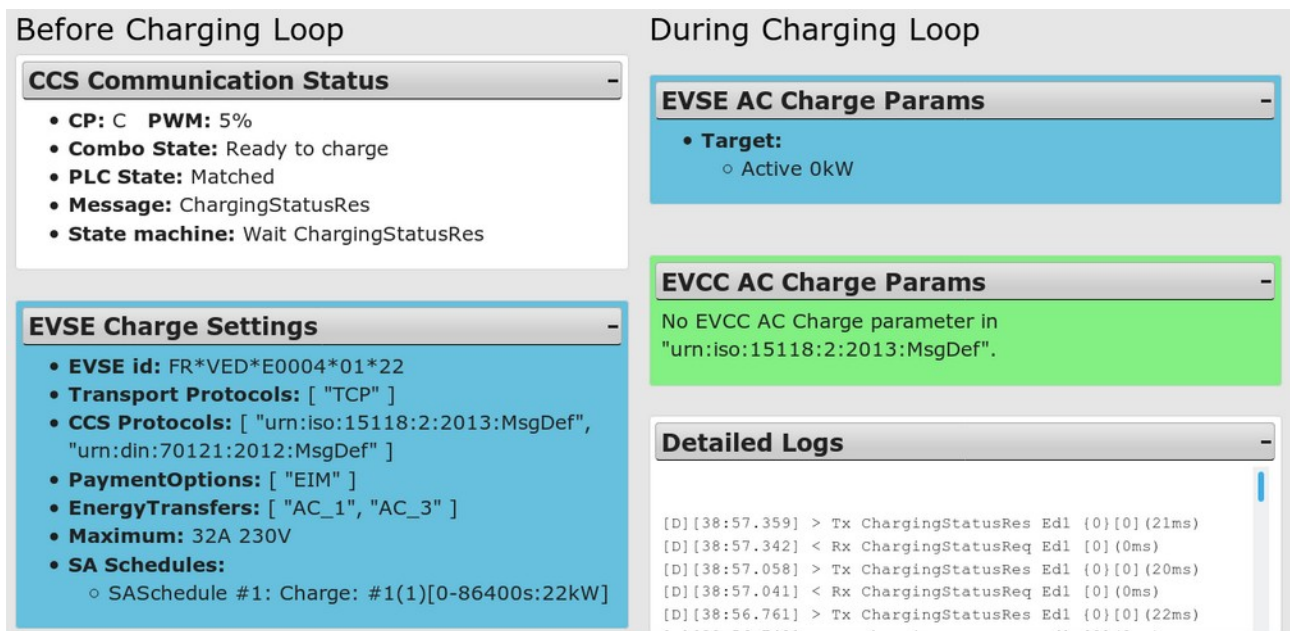 Before Charging Loop
CCS Communication Status −
• CP: C PWM: 5%
• Combo State: Ready to charge
• PLC State: Matched
• Message: ChargingStatusRes
• State machine: Wait ChargingStatusRes
EVSE Charge Settings −
• EVSE id: FR*VED*E0004*01*22
• Transport Protocols: [ "TCP" ]
• CCS Protocols: [ "urn:iso:15118:2:2013:MsgDef",
"urn:din:70121:2012:MsgDef" ]
• PaymentOptions: [ "EIM" ]
• EnergyTransfers: [ "AC_1", "AC_3" ]
• Maximum: 32A 230V
• SA Schedules:
◦ SASchedule #1: Charge: #1(1)[0-86400s:22kW]
During Charging Loop
EVSE AC Charge Params −
• Target:
◦ Active 0kW
EVCC AC Charge Params −
No EVCC AC Charge parameter in
"urn:iso:15118:2:2013:MsgDef".
Detailed Logs −
[D][38:57.359] > Tx ChargingStatusRes Ed1 {0}[0](21ms)
[D][38:57.342] < Rx ChargingStatusReq Ed1 [0](0ms)
[D][38:57.058] > Tx ChargingStatusRes Ed1 {0}[0](20ms)
[D][38:57.041] < Rx ChargingStatusReq Ed1 [0](0ms)
[D][38:56.761] > Tx ChargingStatusRes Ed1 {0}[0](22ms)